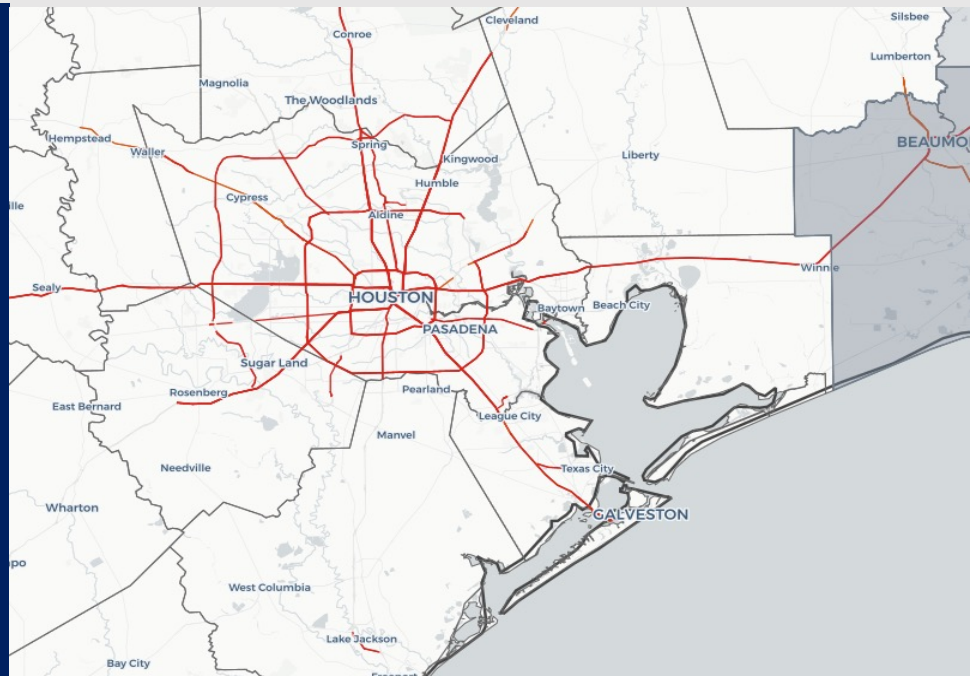 Cleveland
Silsbee
Conroe
Lumberton
Magnolia
The Woodlands
Hempstead
Waller
Spring
BEAUMO
Kingwood
Liberty
Humble
Cypress
ille
Aldine
Winnie
Sealy
HOUSTON
Baytown
Beach City
PASADENA
Sugar Land
Rosenberg
Pearland
East Bernard
League City
Manvel
Needville
Texas City
Wharton
GALVESTON
po
West Columbia
Lake Jackson
Bay City
Freeport